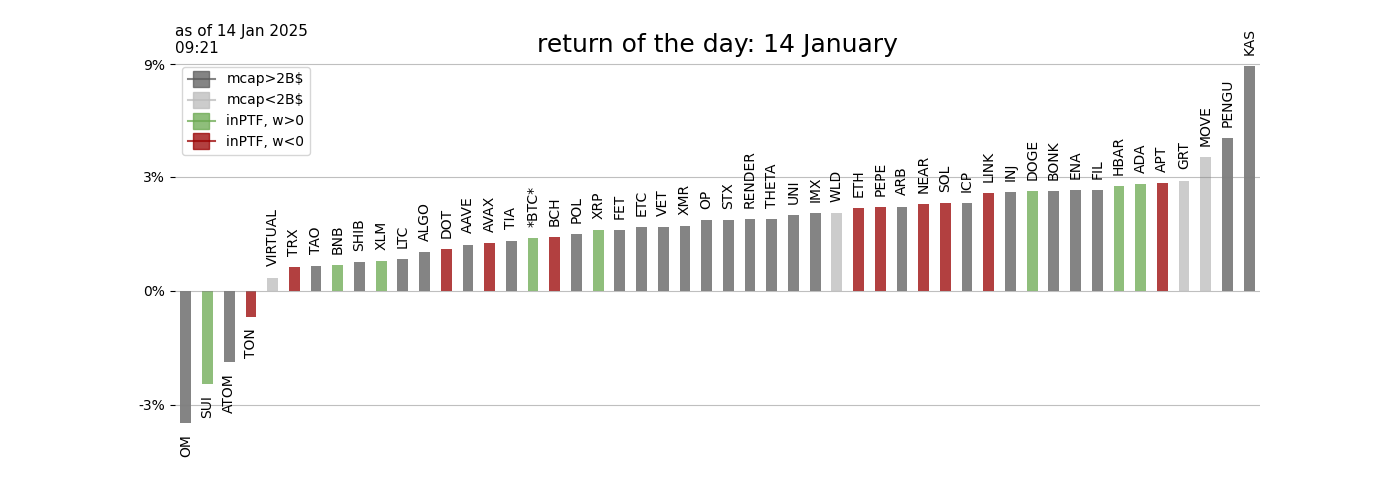 as of 14 Jan 2025
09:21
return of the day: 14 January
mcap>2B$
mcap<2B$
inPTF, w>0
inPTF, w<0
9%
3%
0%
-3%
OM
SUI
ATOM
TON
VIRTUAL
TRX
TAO
BNB
SHIB
XLM
LTC
ALGO
DOT
AAVE
AVAX
TIA
*BTC*
BCH
POL
XRP
FET
ETC
VET
XMR
OP
STX
RENDER
THETA
UNI
IMX
WLD
ETH
PEPE
ARB
NEAR
SOL
ICP
LINK
INJ
DOGE
BONK
ENA
FIL
HBAR
ADA
APT
GRT
MOVE
PENGU
KAS